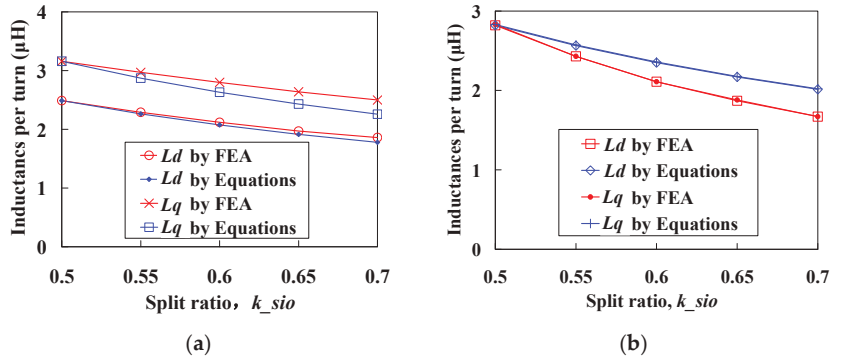 (a)
4
3
2
1
0
Inductances per turn (μH)
Ld by FEA
Ld by Equations
Lq by FEA
Lq by Equations
0.5 0.55 0.6 0.65 0.7
Split ratio, k_sio
(a)
(b)
3
2
1
0
Inductances per turn (μH)
Ld by FEA
Ld by Equations
Lq by FEA
Lq by Equations
0.5 0.55 0.6 0.65 0.7
Split ratio, k_sio
(b)